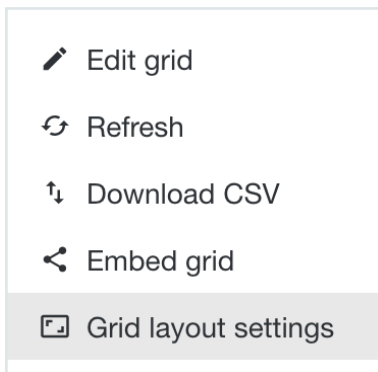 Edit grid
Refresh
Download CSV
Embed grid
Grid layout settings